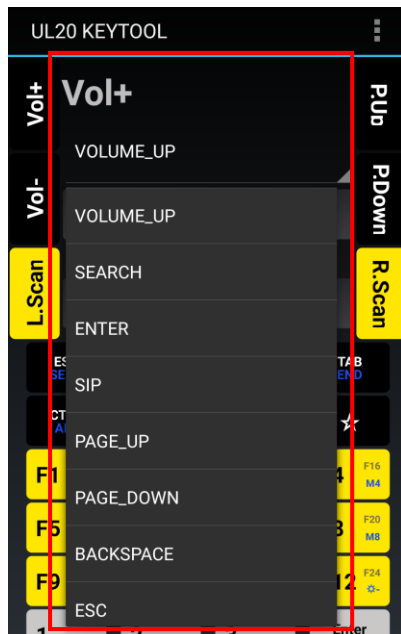 UL20 KEYTOOL
Vol+
Vol-
L.Scan
Vol+
VOLUME_UP
VOLUME_UP
SEARCH
ENTER
SIP
PAGE_UP
PAGE_DOWN
BACKSPACE
ESC
P.Up
P.Down
R.Scan
TAB
F1
F16
M4
F5
F20
M8
F9
12
F24
Enter